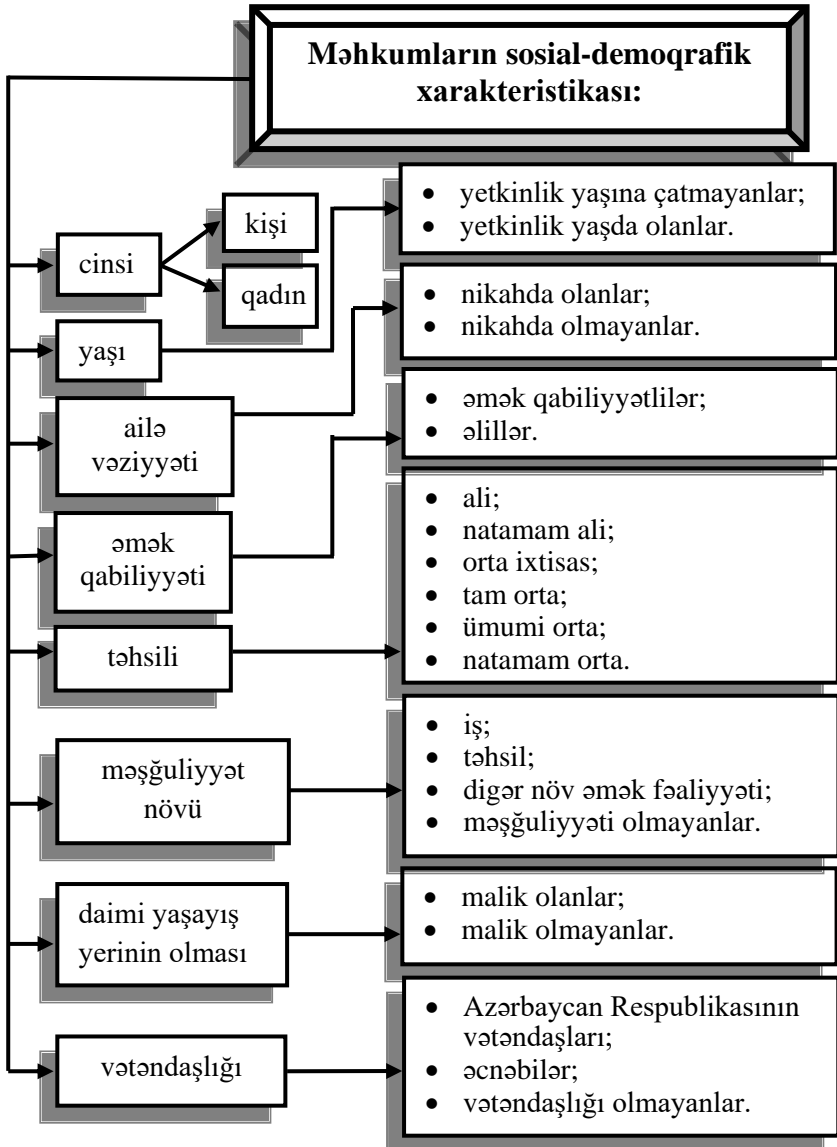 Məhkumların sosial-demoqrafik
xarakteristikası:
cinsi
kişi
qadın
yaşı
• yetkinlik yaşına çatmayanlar;
• yetkinlik yaşda olanlar.
ailə
vəziyyəti
• nikahda olanlar;
• nikahda olmayanlar.
əmək
qabiliyyəti
• əmək qabiliyyətlilər;
• əlillər.
təhsili
• ali;
• natamam ali;
• orta ixtisas;
• tam orta;
• ümumi orta;
• natamam orta.
məşğuliyyət
növü
• iş;
• təhsil;
• digər növ əmək fəaliyyəti;
• məşğuliyyəti olmayanlar.
daimi yaşayış
yerinin olması
• malik olanlar;
• malik olmayanlar.
vətəndaşlığı
• Azərbaycan Respublikasının
vətəndaşları;
• əcnəbilər;
• vətəndaşlığı olmayanlar.